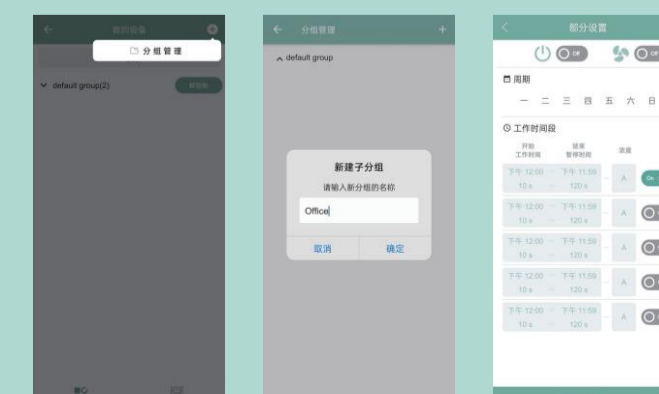 我的设备
分组管理
default group(2)
分组管理
default group
新建子分组
请输入新分组的名称
Office
取消 确定
部分设置
Off
周期
一 二 三 四 五 六 日
工作时间段
开始 结束
工作时间 暂停时间 浓度
下午 12:00 – 下午 11:59
10 s – 120 s – A On
下午 12:00 – 下午 11:59
10 s – 120 s – A
下午 12:00 – 下午 11:59
10 s – 120 s – A
下午 12:00 – 下午 11:59
10 s – 120 s – A
下午 12:00 – 下午 11:59
10 s – 120 s – A